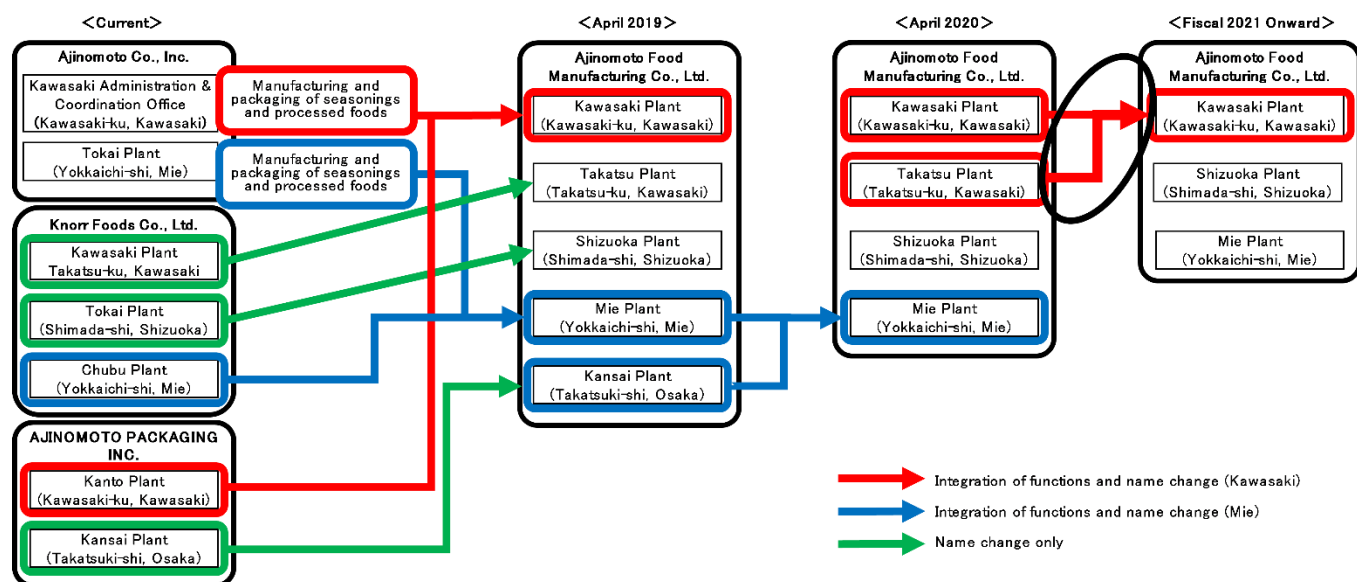 <Current>
Ajinomoto Co., Inc.
Kawasaki Administration &
Coordination Office
(Kawasaki-ku, Kawasaki)
Tokai Plant
(Yokkaichi-shi, Mie)
Manufacturing and
packaging of seasonings
and processed foods
Manufacturing and
packaging of seasonings
and processed foods
Knorr Foods Co., Ltd.
Kawasaki Plant
Takatsu-ku, Kawasaki
Tokai Plant
(Shimada-shi, Shizuoka)
Chubu Plant
(Yokkaichi-shi, Mie)
AJINOMOTO PACKAGING
INC.
Kanto Plant
(Kawasaki-ku, Kawasaki)
Kansai Plant
(Takatsuki-shi, Osaka)
<April 2019>
Ajinomoto Food
Manufacturing Co., Ltd.
Kawasaki Plant
(Kawasaki-ku, Kawasaki)
Takatsu Plant
(Takatsu-ku, Kawasaki)
Shizuoka Plant
(Shimada-shi, Shizuoka)
Mie Plant
(Yokkaichi-shi, Mie)
Kansai Plant
(Takatsuki-shi, Osaka)
<April 2020>
Ajinomoto Food
Manufacturing Co., Ltd.
Kawasaki Plant
(Kawasaki-ku, Kawasaki)
Takatsu Plant
(Takatsu-ku, Kawasaki)
Shizuoka Plant
(Shimada-shi, Shizuoka)
Mie Plant
(Yokkaichi-shi, Mie)
<Fiscal 2021 Onward>
Ajinomoto Food
Manufacturing Co., Ltd.
Kawasaki Plant
(Kawasaki-ku, Kawasaki)
Shizuoka Plant
(Shimada-shi, Shizuoka)
Mie Plant
(Yokkaichi-shi, Mie)
Integration of functions and name change (Kawasaki)
Integration of functions and name change (Mie)
Name change only